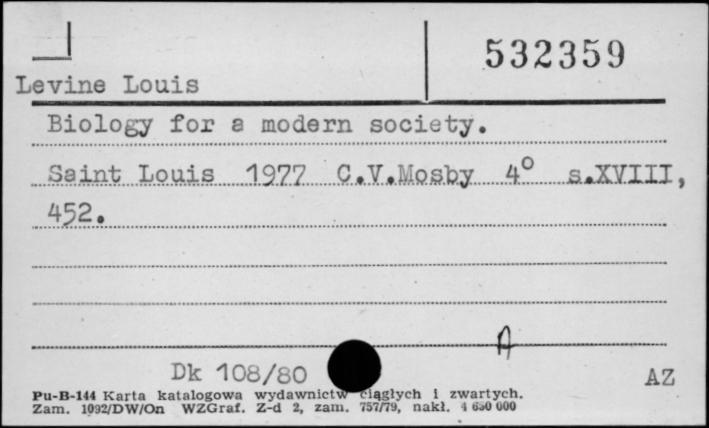 532359
Levine Louis
Biology for a modern society.
Saint Louis 1977 C.V.Mosby 4° s.XVIII,
452.
A
Dk 108/80 AZ
Pu-B-144 Karta katalogowa wydawnictw ciągłych i zwartych.
Zam. 1092/DW/On WZGraf. Z-d 2, zam. 757/79, nakł. 4 650 000